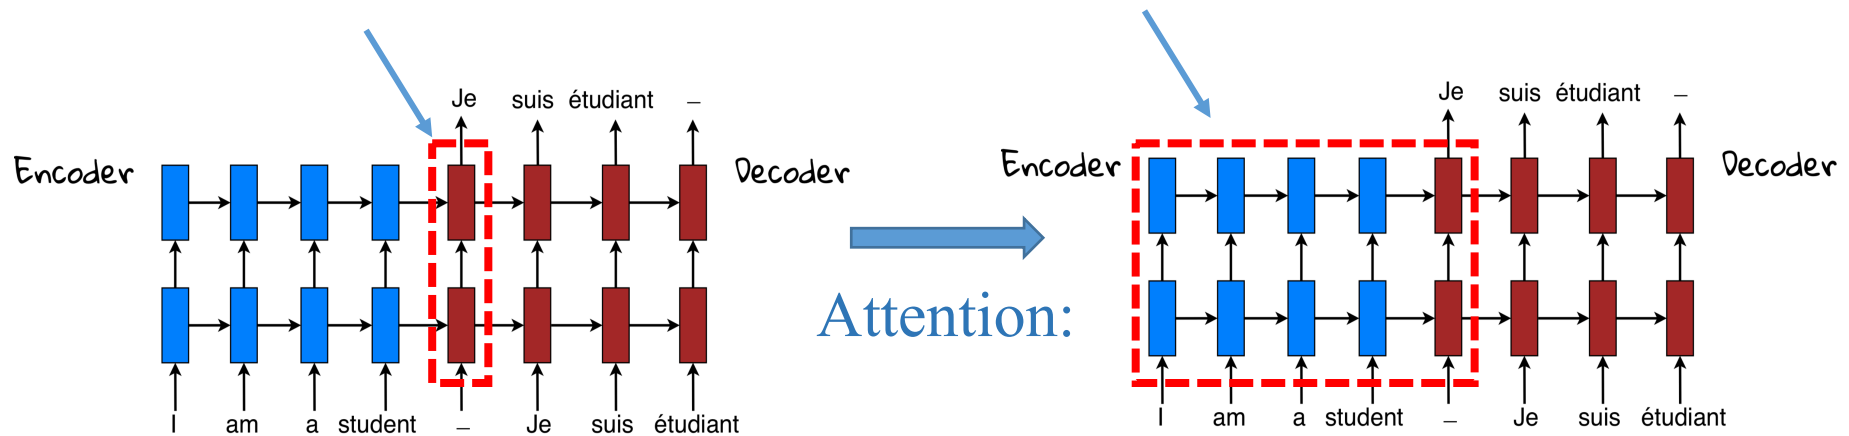 Je suis étudiant –
Encoder
Decoder
I am a student – Je suis étudiant
Attention:
Je suis étudiant –
Encoder
Decoder
I am a student – Je suis étudiant